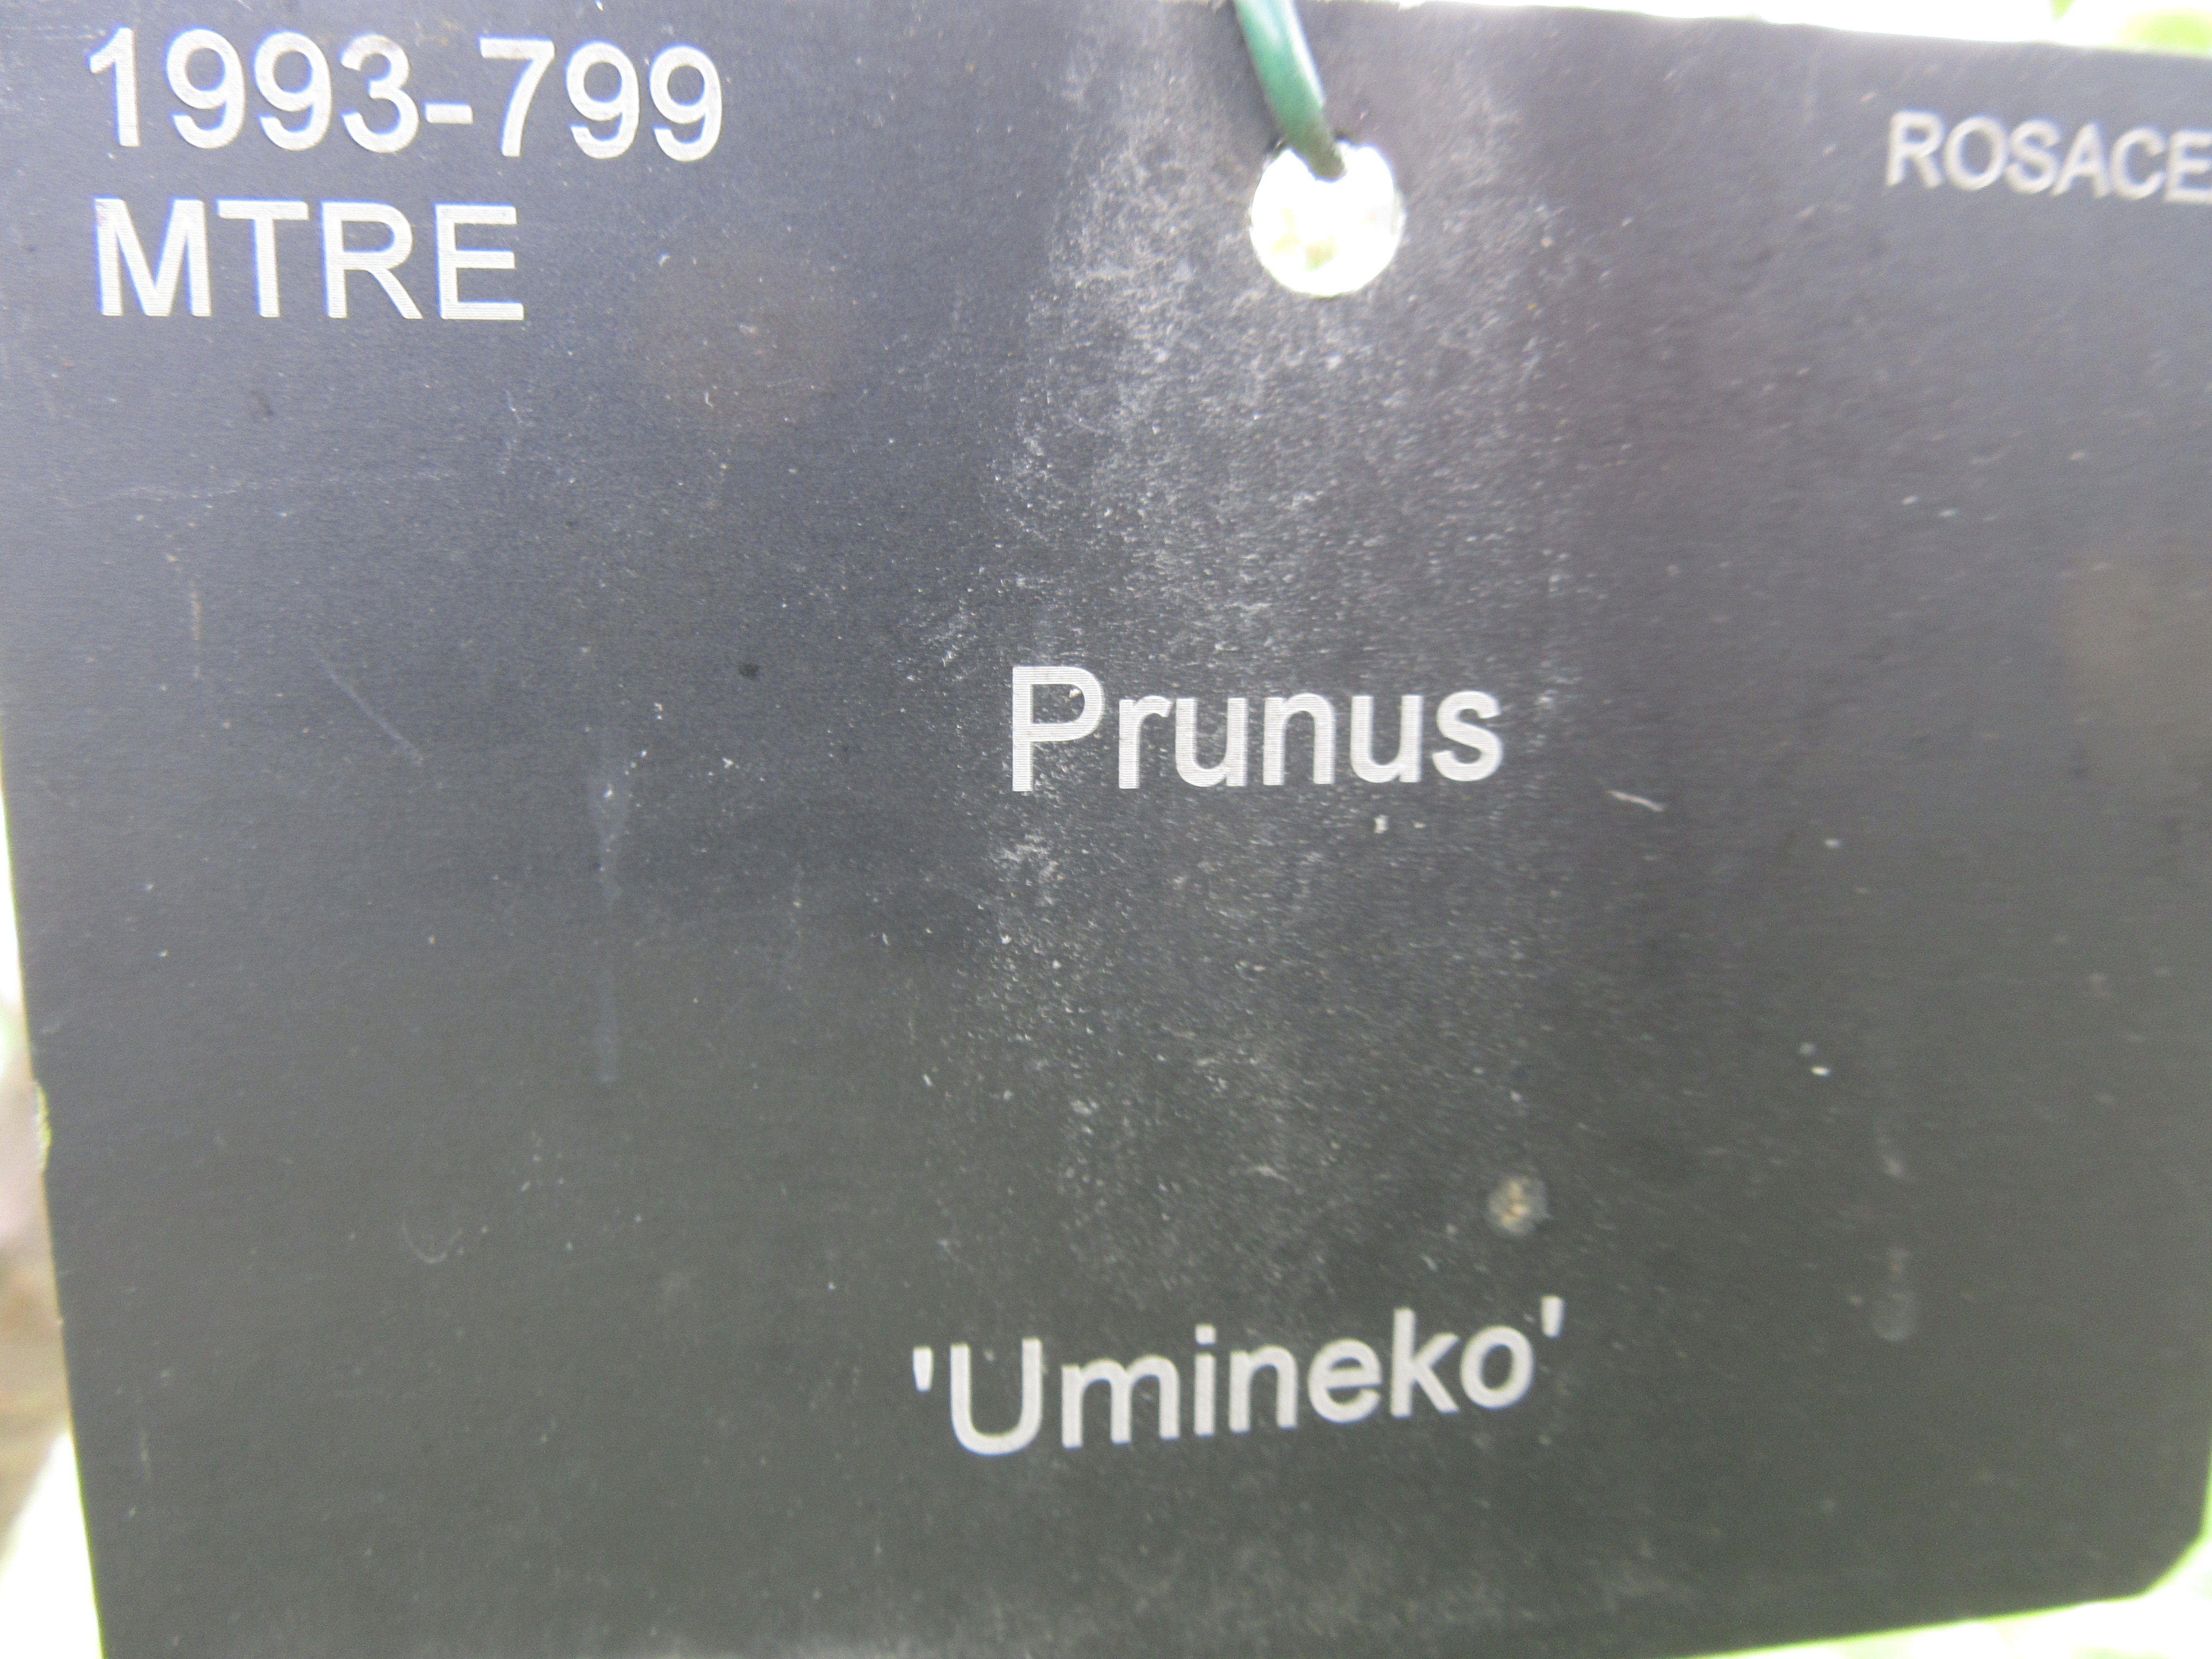 1993-799
MTRE
ROSACE
Prunus
'Umineko'